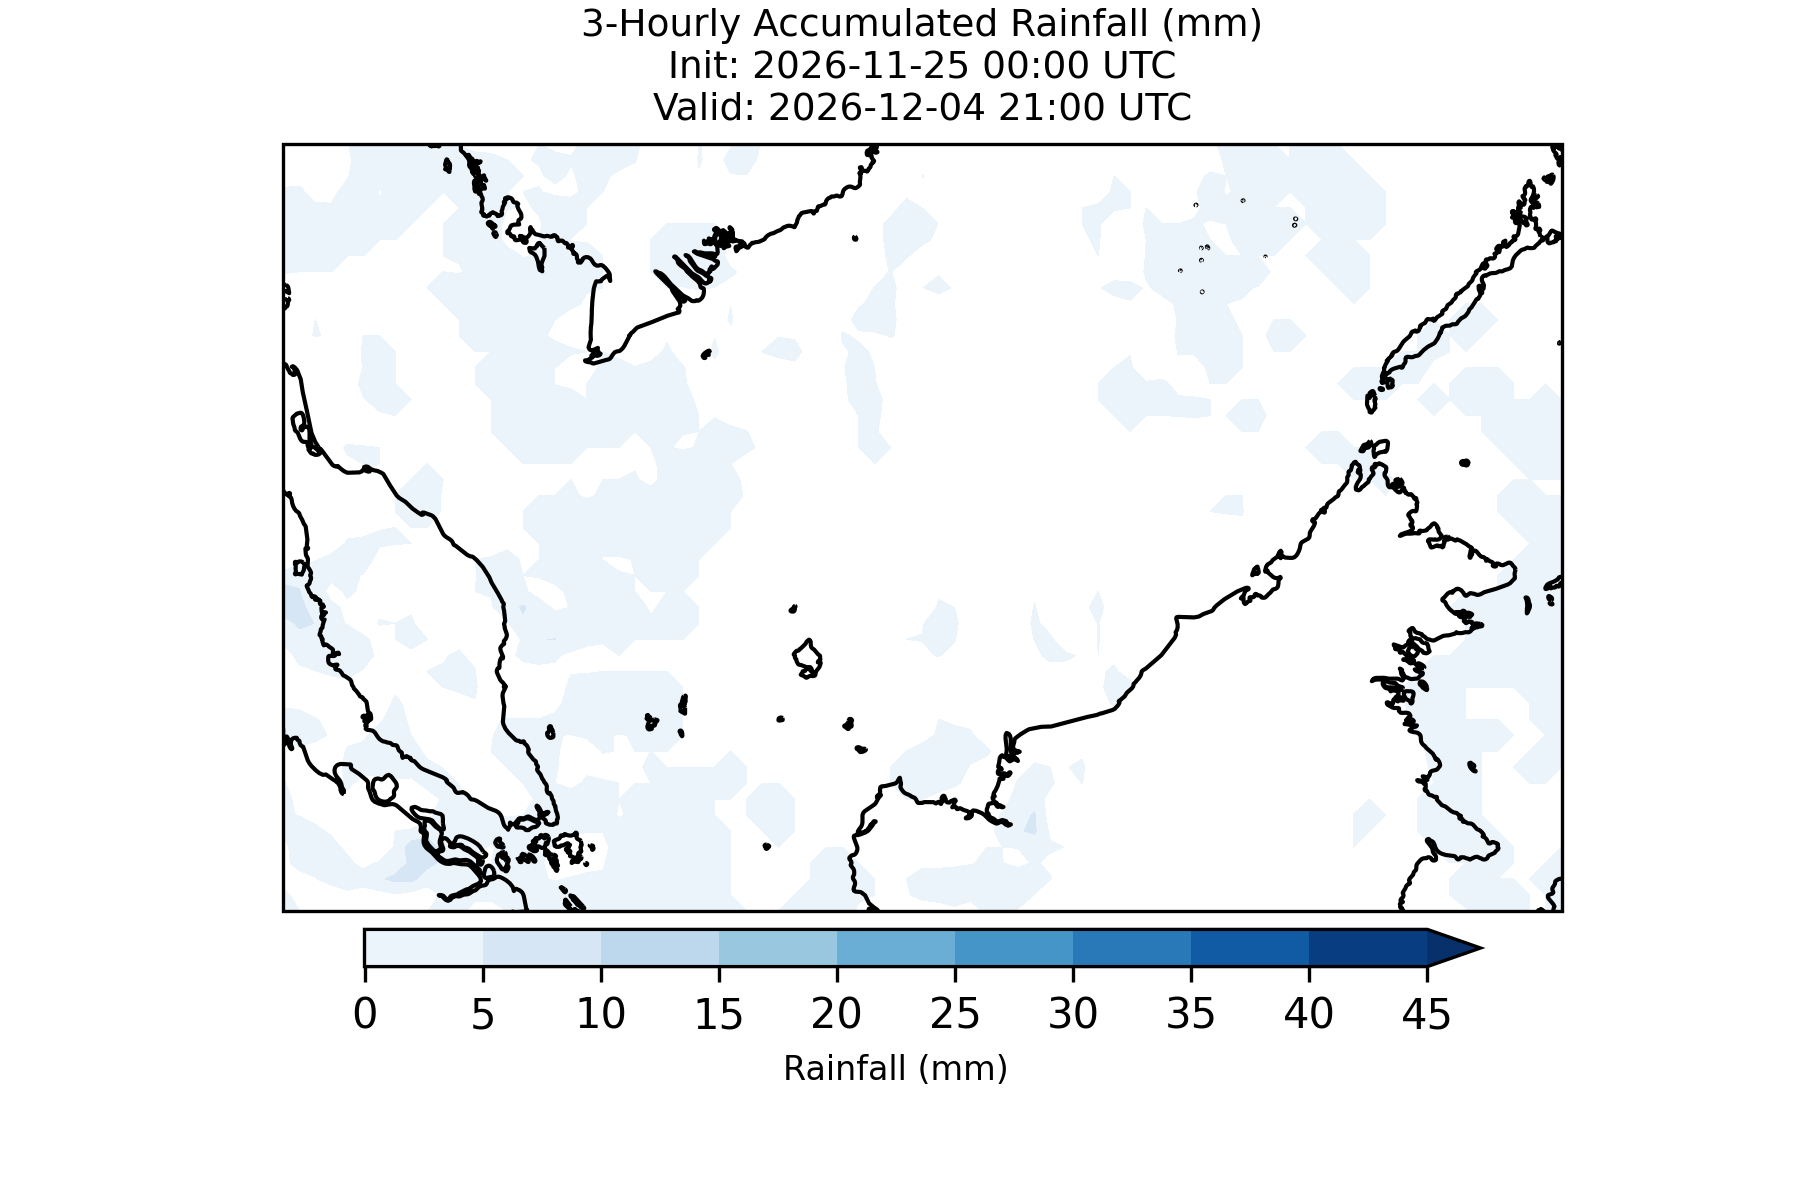 3-Hourly Accumulated Rainfall (mm)
Init: 2026-11-25 00:00 UTC
Valid: 2026-12-04 21:00 UTC
0 5 10 15 20 25 30 35 40 45
Rainfall (mm)